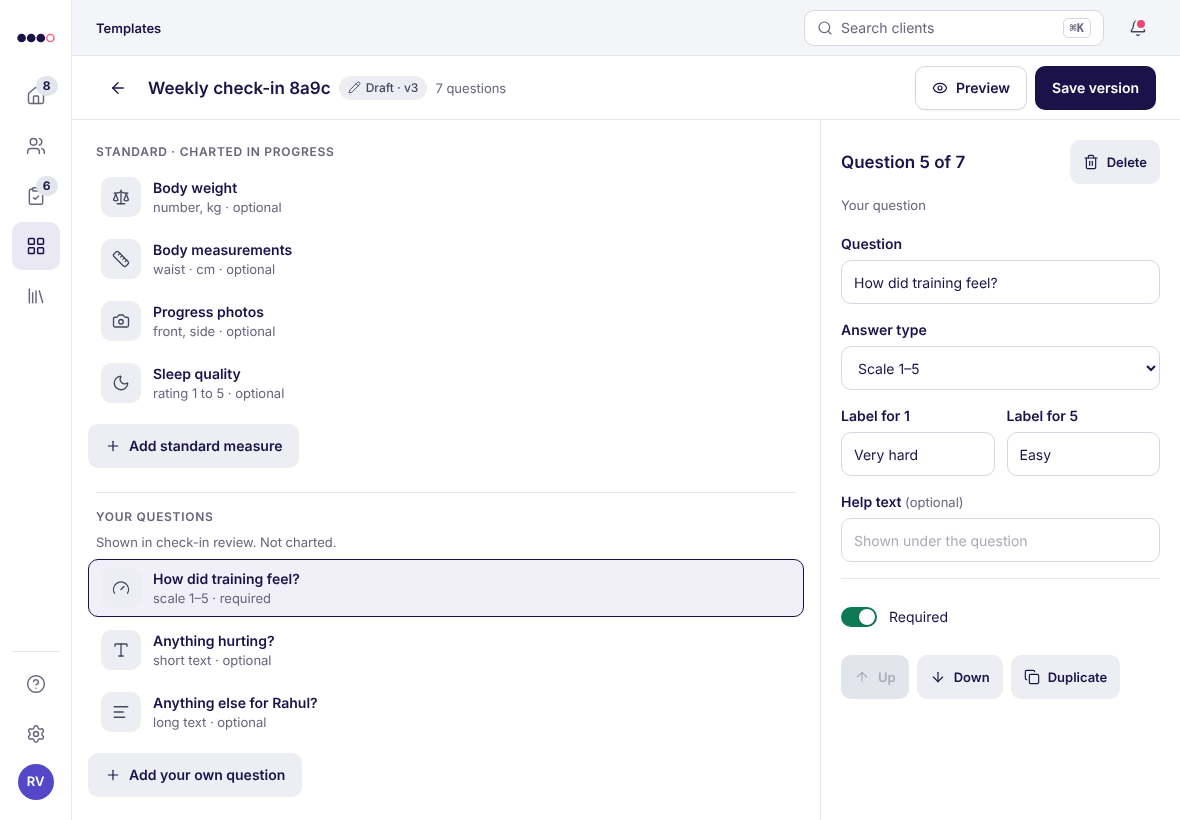 Templates
Search clients
⌘K
8
6
RV
Weekly check-in 8a9c
Draft · v3
7 questions
Preview
Save version
STANDARD · CHARTED IN PROGRESS
Body weight
number, kg · optional
Body measurements
waist · cm · optional
Progress photos
front, side · optional
Sleep quality
rating 1 to 5 · optional
Add standard measure
YOUR QUESTIONS
Shown in check-in review. Not charted.
How did training feel?
scale 1–5 · required
Anything hurting?
short text · optional
Anything else for Rahul?
long text · optional
Add your own question
Question 5 of 7
Delete
Your question
Question
How did training feel?
Answer type
Scale 1–5
Label for 1
Label for 5
Very hard
Easy
Help text (optional)
Shown under the question
Required
Up
Down
Duplicate